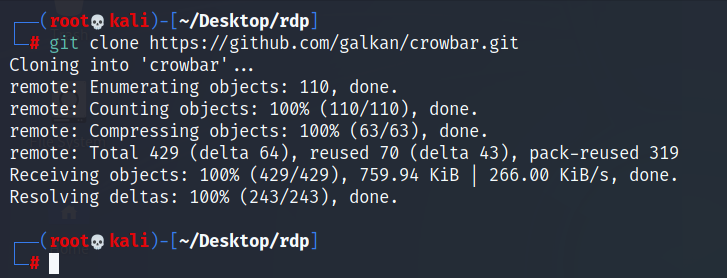 (root💀kali)-[~/Desktop/rdp]
# git clone https://github.com/galkan/crowbar.git
Cloning into 'crowbar'...
remote: Enumerating objects: 110, done.
remote: Counting objects: 100% (110/110), done.
remote: Compressing objects: 100% (63/63), done.
remote: Total 429 (delta 64), reused 70 (delta 43), pack-reused 319
Receiving objects: 100% (429/429), 759.94 KiB | 266.00 KiB/s, done.
Resolving deltas: 100% (243/243), done.
(root💀kali)-[~/Desktop/rdp]
#